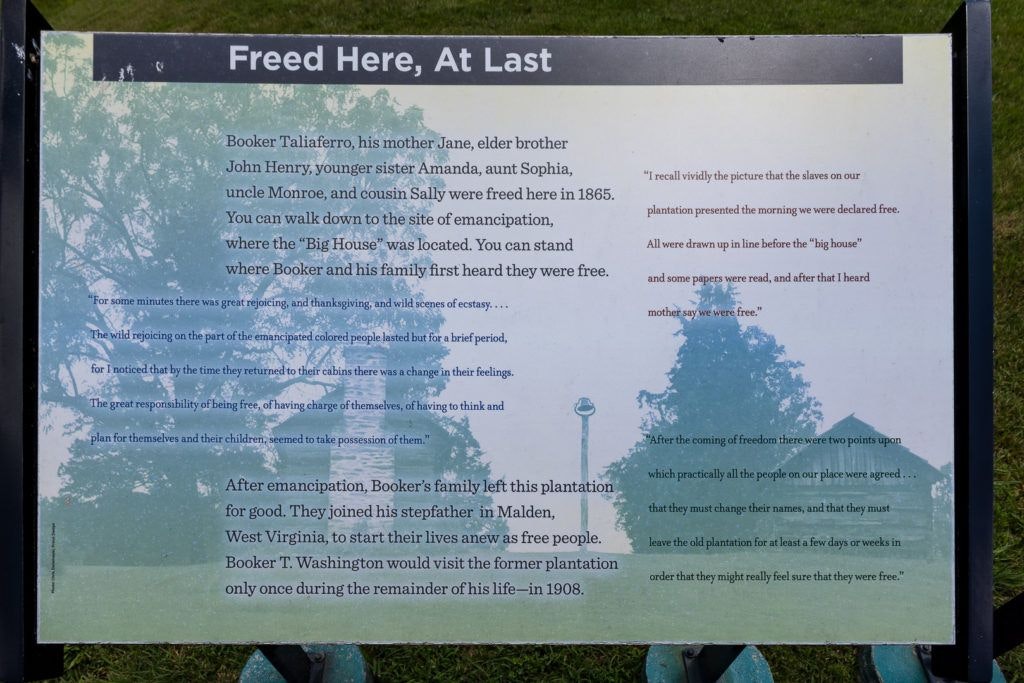 Freed Here, At Last
Booker Taliaferro, his mother Jane, elder brother
John Henry, younger sister Amanda, aunt Sophia,
uncle Monroe, and cousin Sally were freed here in 1865.
You can walk down to the site of emancipation,
where the “Big House” was located. You can stand
where Booker and his family first heard they were free.
“For some minutes there was great rejoicing, and thanksgiving, and wild scenes of ecstasy. . . .
The wild rejoicing on the part of the emancipated colored people lasted but for a brief period,
for I noticed that by the time they returned to their cabins there was a change in their feelings.
The great responsibility of being free, of having charge of themselves, of having to think and
plan for themselves and their children, seemed to take possession of them.”
After emancipation, Booker’s family left this plantation
for good. They joined his stepfather in Malden,
West Virginia, to start their lives anew as free people.
Booker T. Washington would visit the former plantation
only once during the remainder of his life—in 1908.
“I recall vividly the picture that the slaves on our
plantation presented the morning we were declared free.
All were drawn up in line before the “big house”
and some papers were read, and after that I heard
mother say we were free.”
“After the coming of freedom there were two points upon
which practically all the people on our place were agreed . . .
that they must change their names, and that they must
leave the old plantation for at least a few days or weeks in
order that they might really feel sure that they were free.”